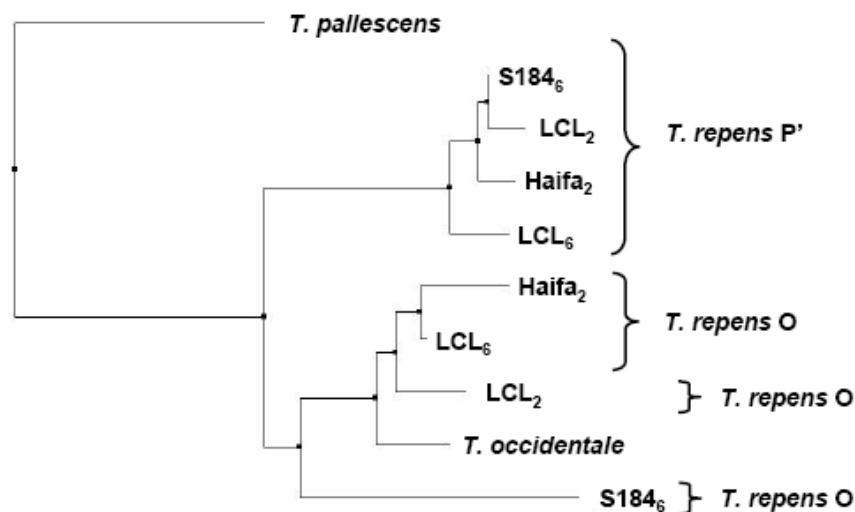 T. pallescens
S184₆
LCL₂
T. repens P’
Haifa₂
LCL₆
Haifa₂
T. repens O
LCL₆
LCL₂
T. repens O
T. occidentale
S184₆
T. repens O